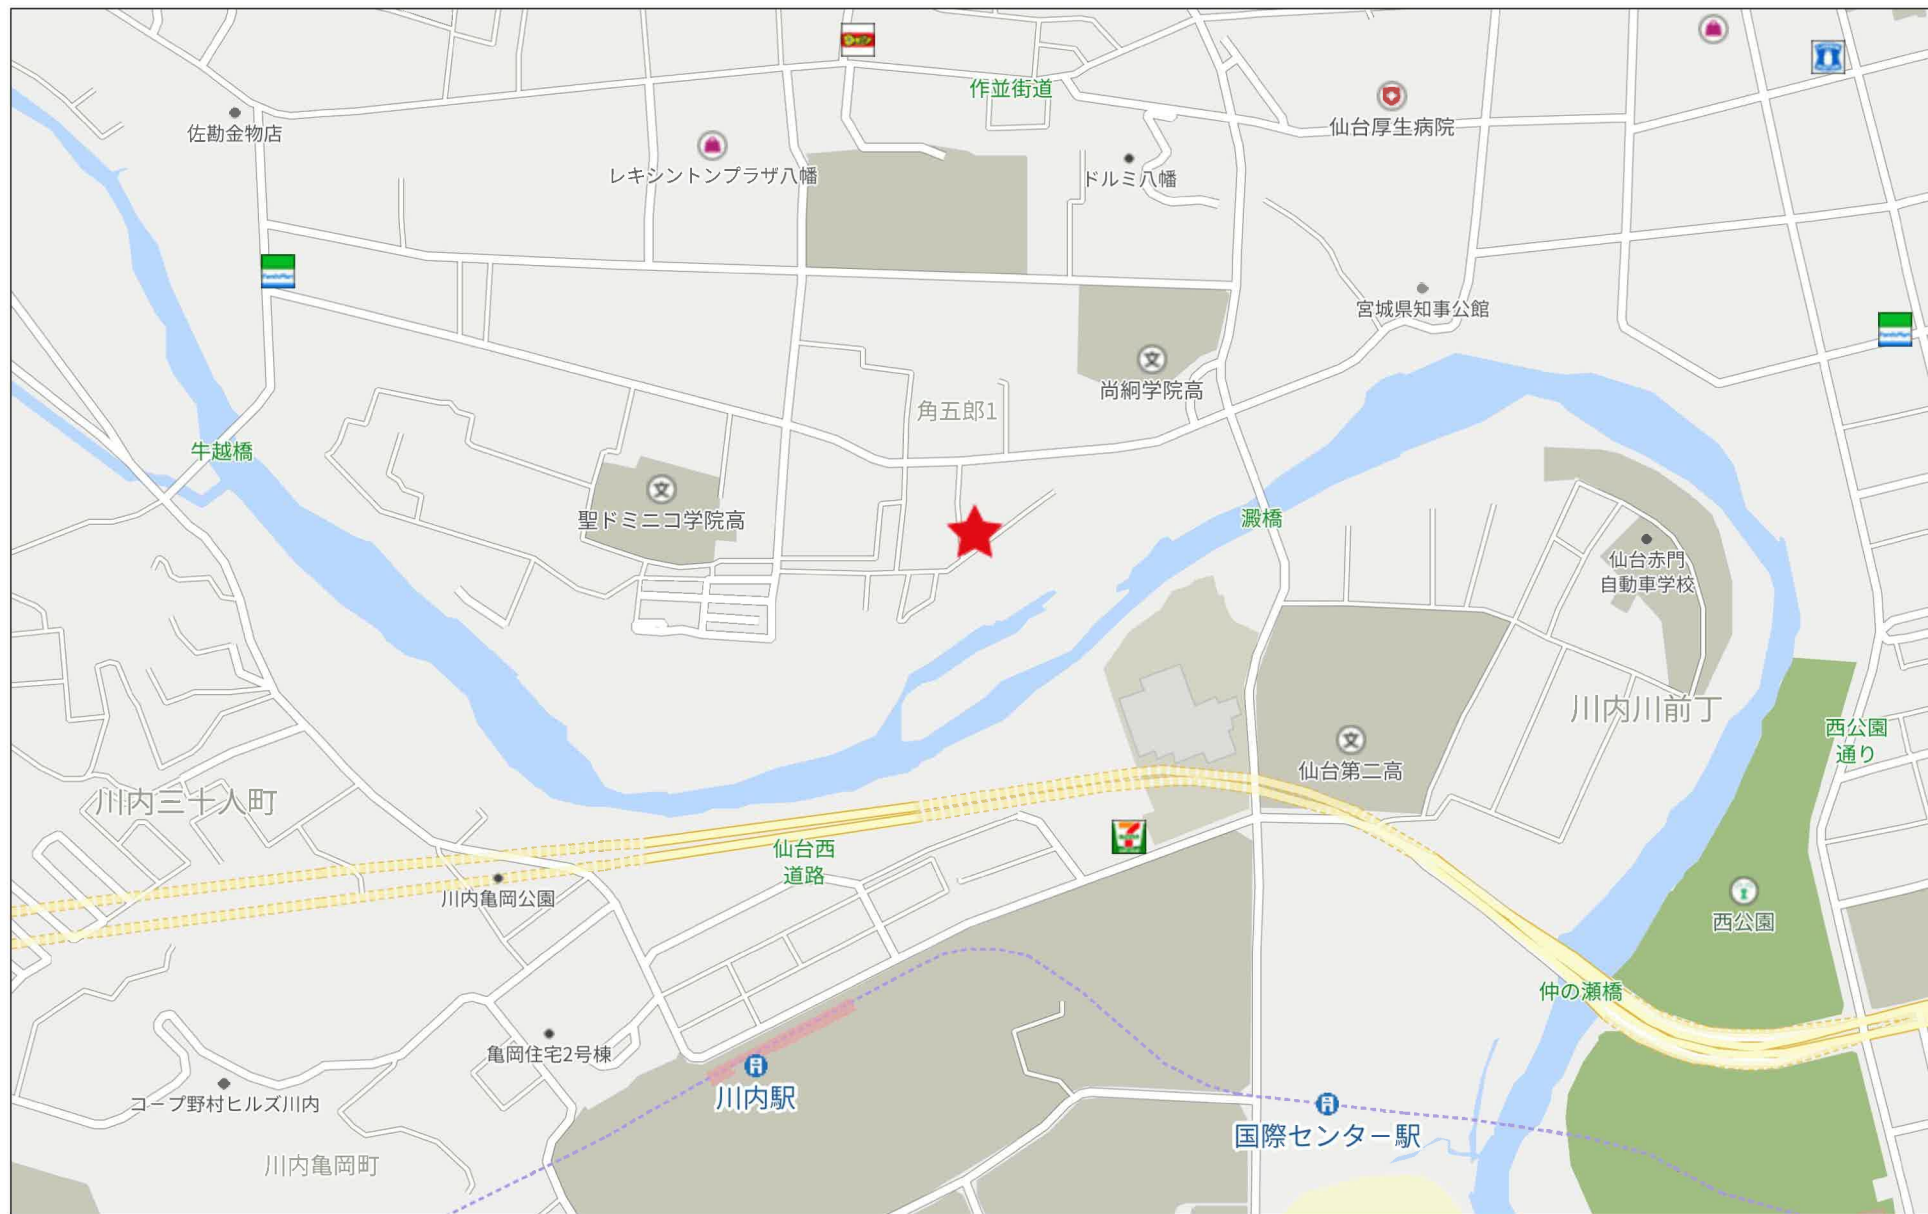 作並街道
佐勘金物店
仙台厚生病院
レキシントンプラザ八幡
ドルミ八幡
宮城県知事公館
尚絅学院高
角五郎1
牛越橋
聖ドミニコ学院高
澱橋
仙台赤門
自動車学校
川内川前丁
西公園
通り
仙台第二高
川内三十人町
仙台西
道路
川内亀岡公園
西公園
仲の瀬橋
亀岡住宅2号棟
川内駅
コープ野村ヒルズ川内
国際センター駅
川内亀岡町